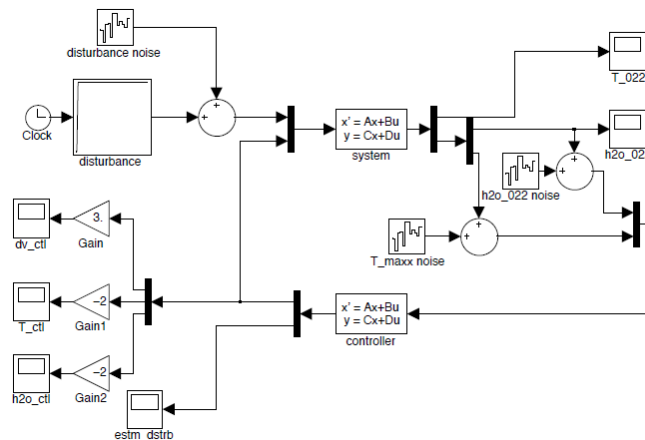 disturbance noise
T_022
Clock
disturbance
x' = Ax+Bu
y = Cx+Du
system
h2o_02
h2o_022 noise
dv_ctl
3.
Gain
T_maxx noise
T_ctl
-2
Gain1
x' = Ax+Bu
y = Cx+Du
controller
h2o_ctl
-2
Gain2
estm_dstrb